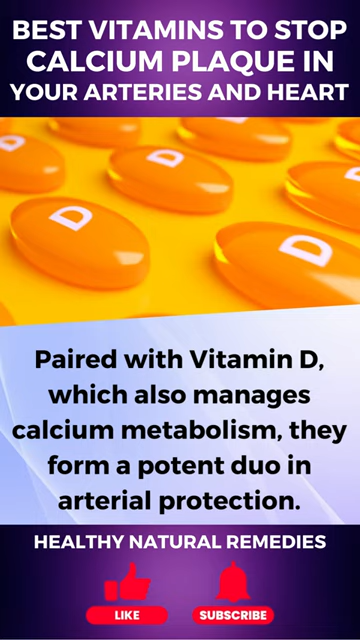 BEST VITAMINS TO STOP
CALCIUM PLAQUE IN
YOUR ARTERIES AND HEART
D
D
D
D
D
D
Paired with Vitamin D,
which also manages
calcium metabolism, they
form a potent duo in
arterial protection.
HEALTHY NATURAL REMEDIES
LIKE
SUBSCRIBE